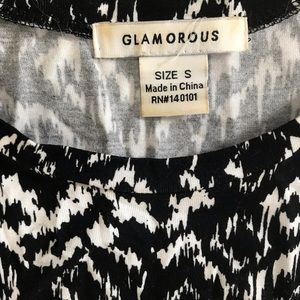 GLAMOROUS
SIZE S
Made in China
RN#140101